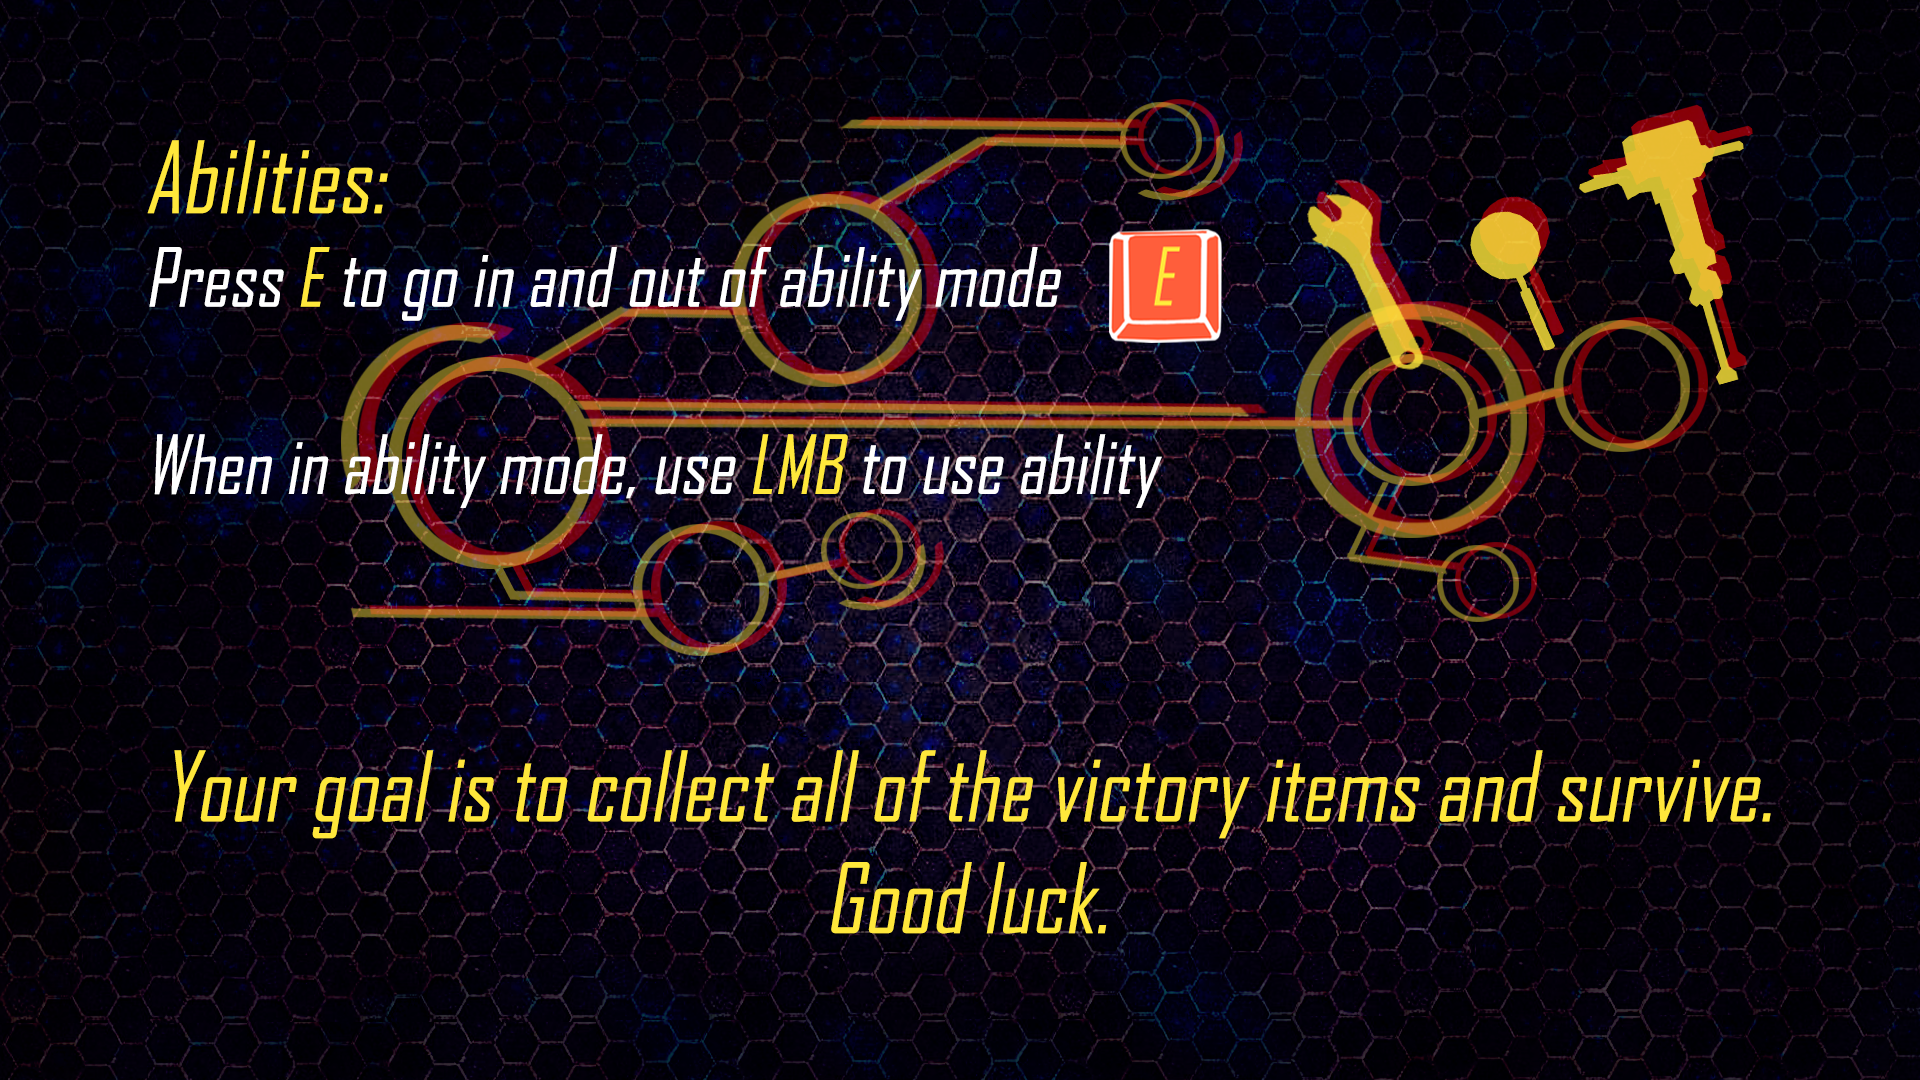 Abilities:
Press E to go in and out of ability mode
E
When in ability mode, use LMB to use ability
Your goal is to collect all of the victory items and survive.
Good luck.